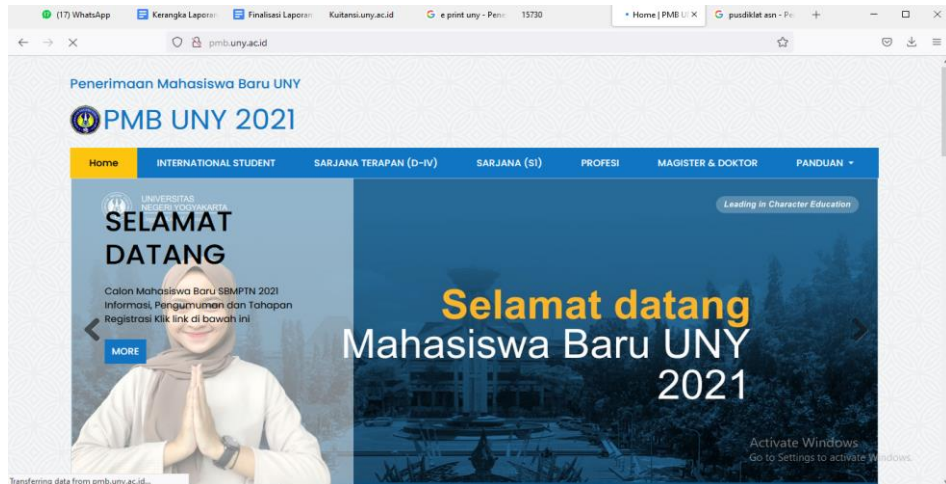 (17) WhatsApp
Kerangka Laporan
Finalisasi Laporan
Kuitansi.uny.ac.id
e print uny - Pene
15730
Home | PMB U
pusdiklat asn - Pe
pmb.uny.ac.id
Penerimaan Mahasiswa Baru UNY
PMB UNY 2021
Home
INTERNATIONAL STUDENT
SARJANA TERAPAN (D-IV)
SARJANA (S1)
PROFESI
MAGISTER & DOKTOR
PANDUAN
UNIVERSITAS
NEGERI YOGYAKARTA
Leading in Character Education
SELAMAT
DATANG
Calon Mahasiswa Baru SBMPTN 2021
Informasi, Pengumuman dan Tahapan
Registrasi Klik link di bawah ini
MORE
Selamat datang
Mahasiswa Baru UNY
2021
Activate Windows
Go to Settings to activate Windows.
Transferring data from pmb.uny.ac.id...